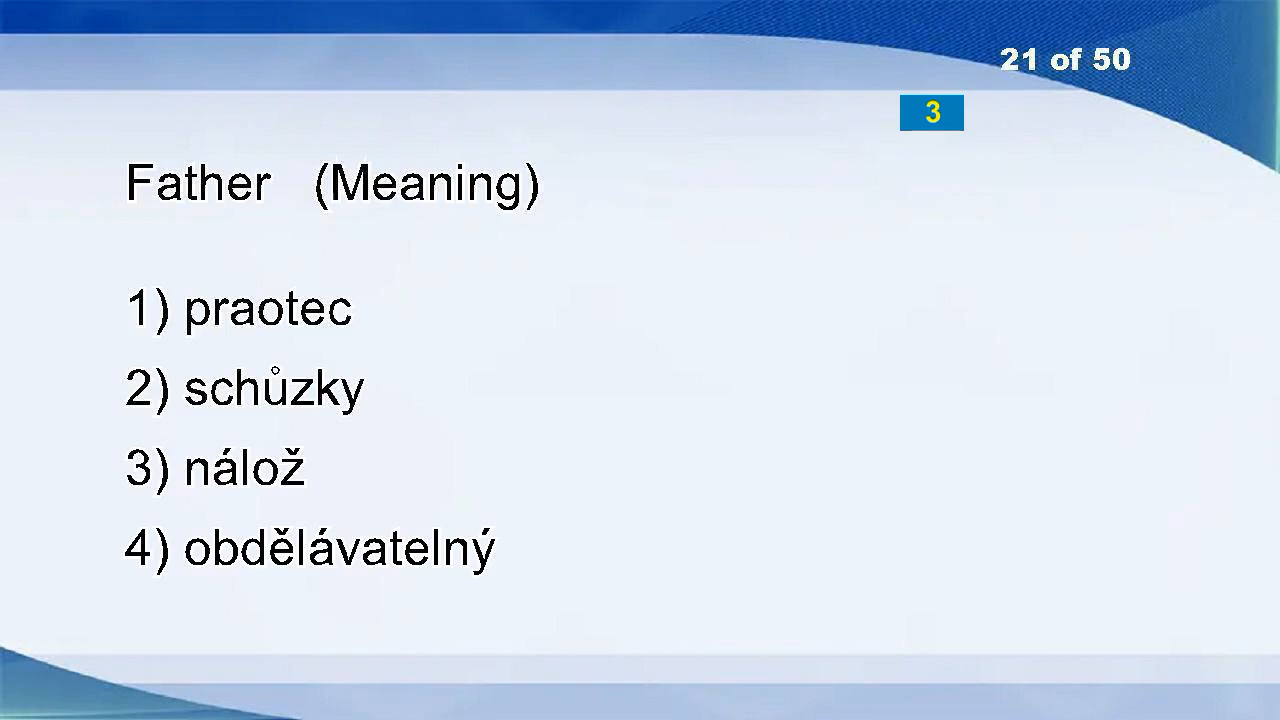 21 of 50
3
Father (Meaning)
1) praotec
2) schůzky
3) nálož
4) obdělávatelný